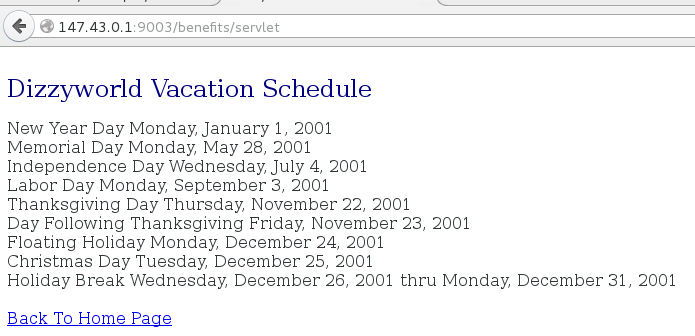 147.43.0.1:9003/benefits/servlet
Dizzyworld Vacation Schedule
New Year Day Monday, January 1, 2001
Memorial Day Monday, May 28, 2001
Independence Day Wednesday, July 4, 2001
Labor Day Monday, September 3, 2001
Thanksgiving Day Thursday, November 22, 2001
Day Following Thanksgiving Friday, November 23, 2001
Floating Holiday Monday, December 24, 2001
Christmas Day Tuesday, December 25, 2001
Holiday Break Wednesday, December 26, 2001 thru Monday, December 31, 2001
Back To Home Page